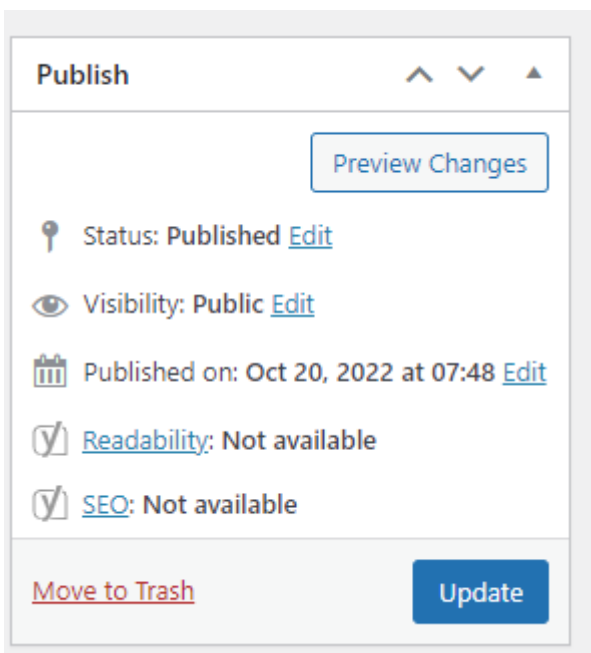 Publish
Preview Changes
Status: Published Edit
Visibility: Public Edit
Published on: Oct 20, 2022 at 07:48 Edit
Readability: Not available
SEO: Not available
Move to Trash Update